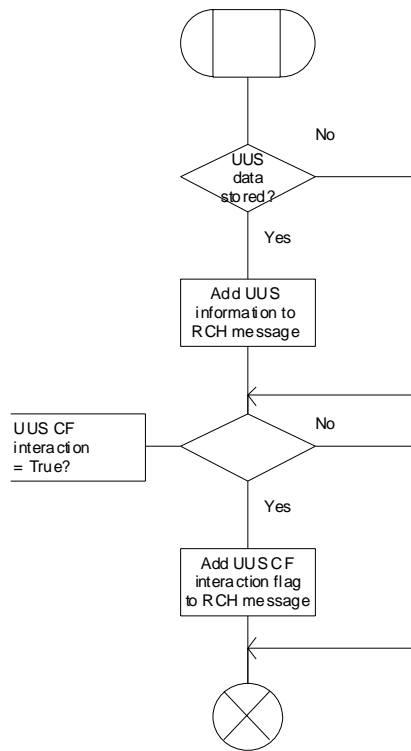 No
UUS
data
stored?
Yes
Add UUS
information to
RCH message
UUS CF
interaction
= True?
No
Yes
Add UUS CF
interaction flag
to RCH message